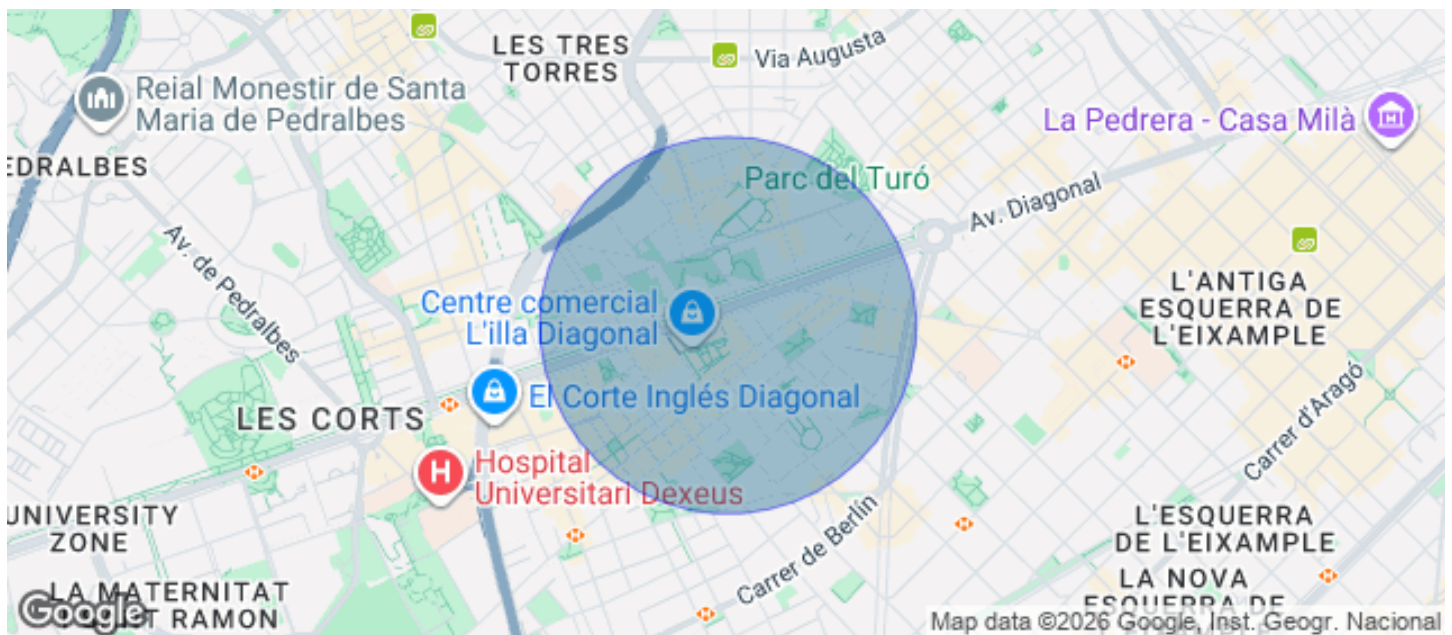 LES TRES
TORRES
Via Augusta
Reial Monestir de Santa
Maria de Pedralbes
La Pedrera - Casa Milà
EDRALBES
Parc del Turó
Av. Diagonal
Av. de Pedralbes
L'ANTIGA
ESQUERRA DE
L'EIXAMPLE
Centre comercial
L'illa Diagonal
El Corte Inglés Diagonal
LES CORTS
Carrer d'Aragó
H
Hospital
Universitari Dexeus
UNIVERSITY
ZONE
L'ESQUERRA
DE L'EIXAMPLE
Carrer de Berlín
LA NOVA
ESQUERRA DE
LA MATERNITAT
T RAMON
Google
Map data ©2026 Google, Inst. Geogr. Nacional